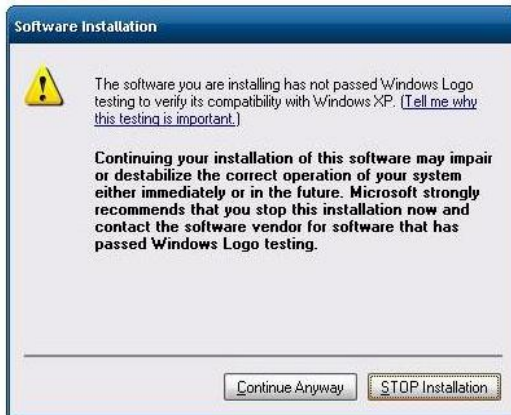 Software Installation
The software you are installing has not passed Windows Logo
testing to verify its compatibility with Windows XP. (Tell me why
this testing is important.)
Continuing your installation of this software may impair
or destabilize the correct operation of your system
either immediately or in the future. Microsoft strongly
recommends that you stop this installation now and
contact the software vendor for software that has
passed Windows Logo testing.
Continue Anyway
STOP Installation